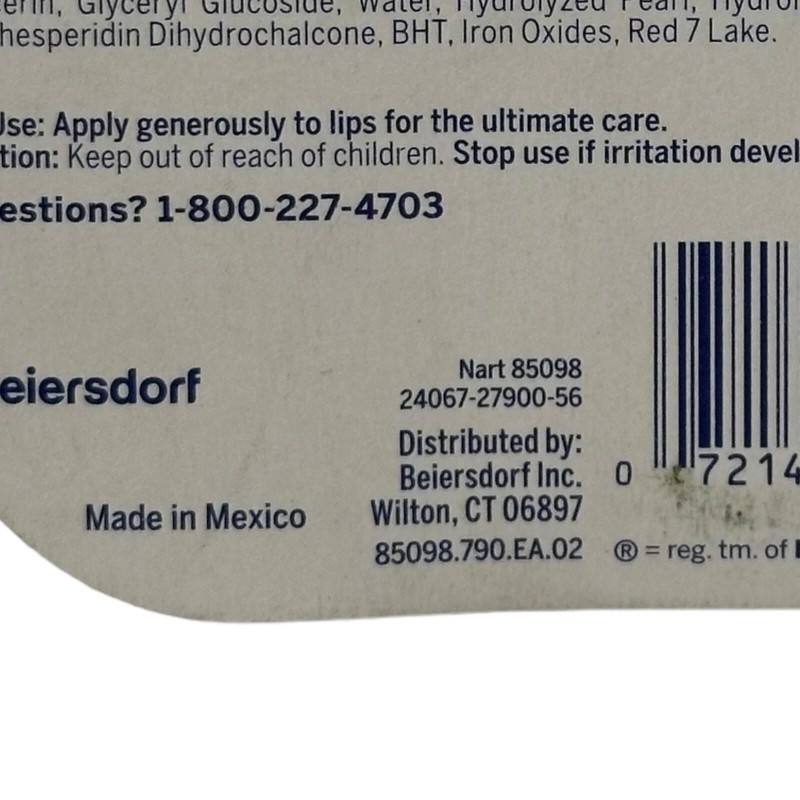 erin, Glyceryl Glucoside, Water, Hydrolyzed Pearl, Hydrol
hesperidin Dihydrochalcone, BHT, Iron Oxides, Red 7 Lake.
Use: Apply generously to lips for the ultimate care.
tion: Keep out of reach of children. Stop use if irritation devel
estions? 1-800-227-4703
eiersdorf
Nart 85098
24067-27900-56
Distributed by:
Beiersdorf Inc.
Wilton, CT 06897
85098.790.EA.02
Made in Mexico
0 7214
® = reg. tm. of